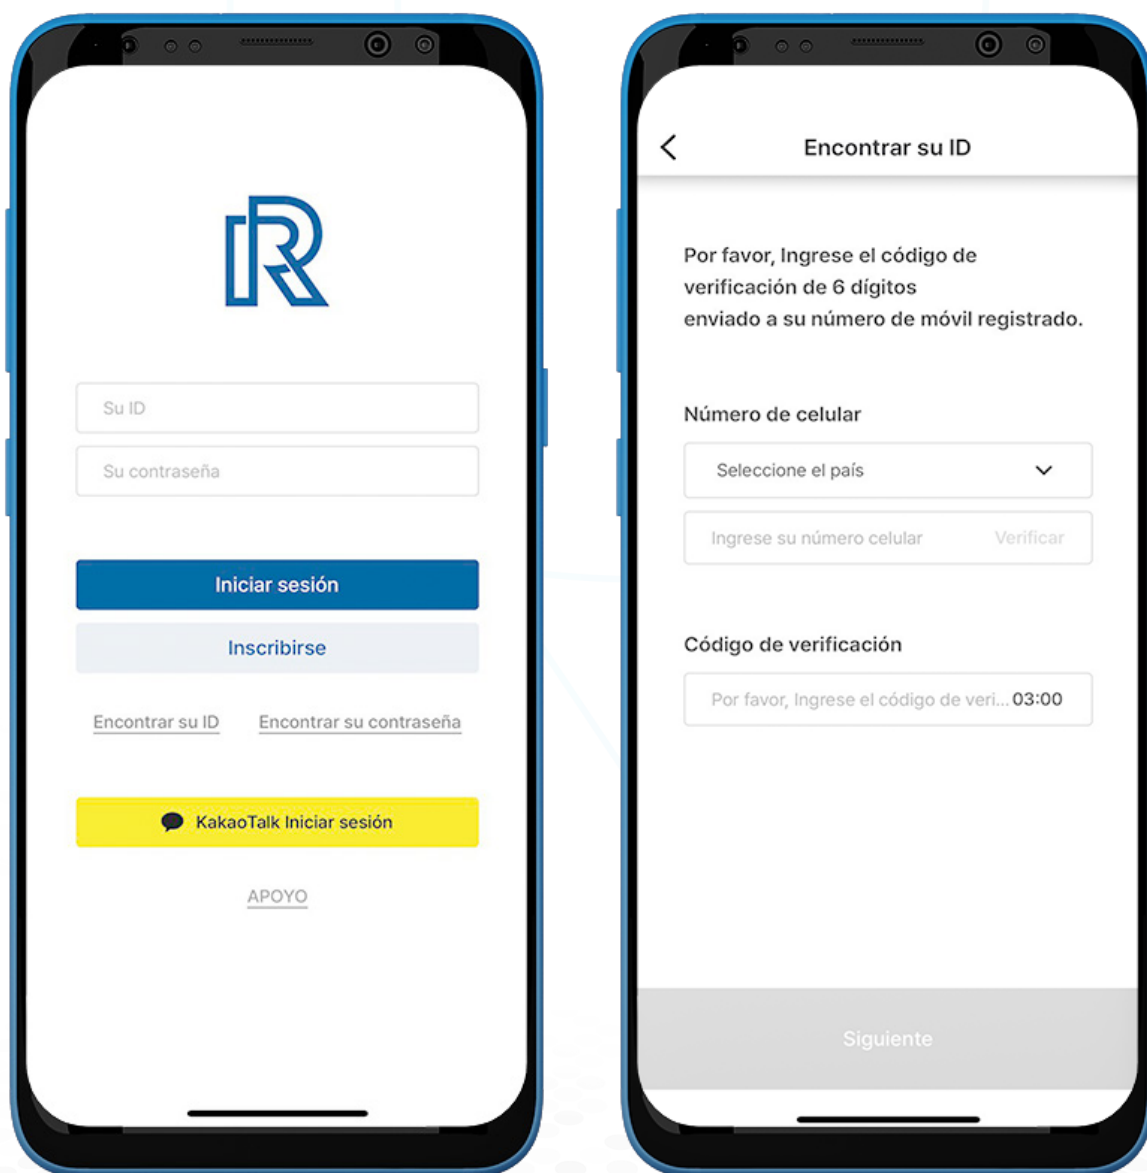 Su ID
Su contraseña
Iniciar sesión
Inscribirse
Encontrar su ID Encontrar su contraseña
KakaoTalk Iniciar sesión
APOYO
Encontrar su ID
Por favor, Ingrese el código de
verificación de 6 dígitos
enviado a su número de móvil registrado.
Número de celular
Seleccione el país
Ingrese su número celular Verificar
Código de verificación
Por favor, Ingrese el código de veri... 03:00
Siguiente